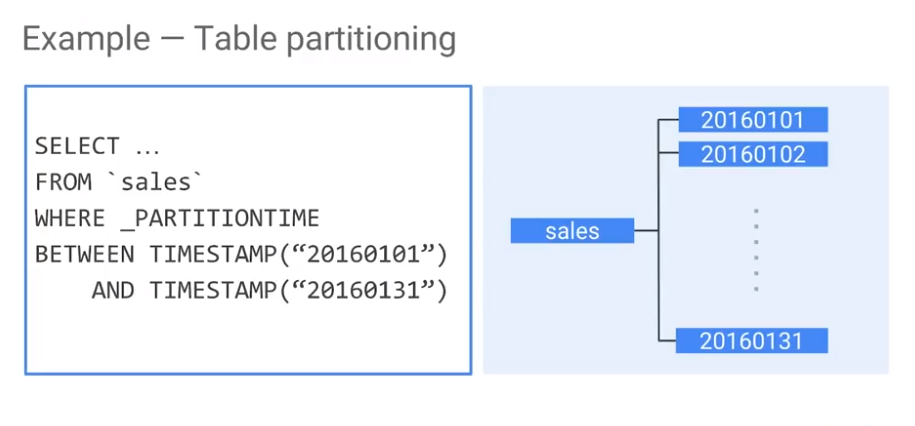 Example — Table partitioning
SELECT ...
FROM `sales`
WHERE _PARTITIONTIME
BETWEEN TIMESTAMP(“20160101”)
AND TIMESTAMP(“20160131”)
sales
20160101
20160102
20160131